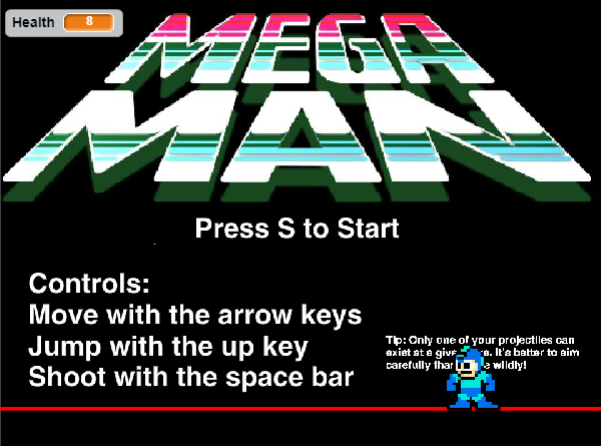 Health 8
MEGA
MAN
Press S to Start
Controls:
Move with the arrow keys
Jump with the up key
Shoot with the space bar
Tip: Only one of your projectiles can
exist at a give. It's better to aim
carefully wildly!